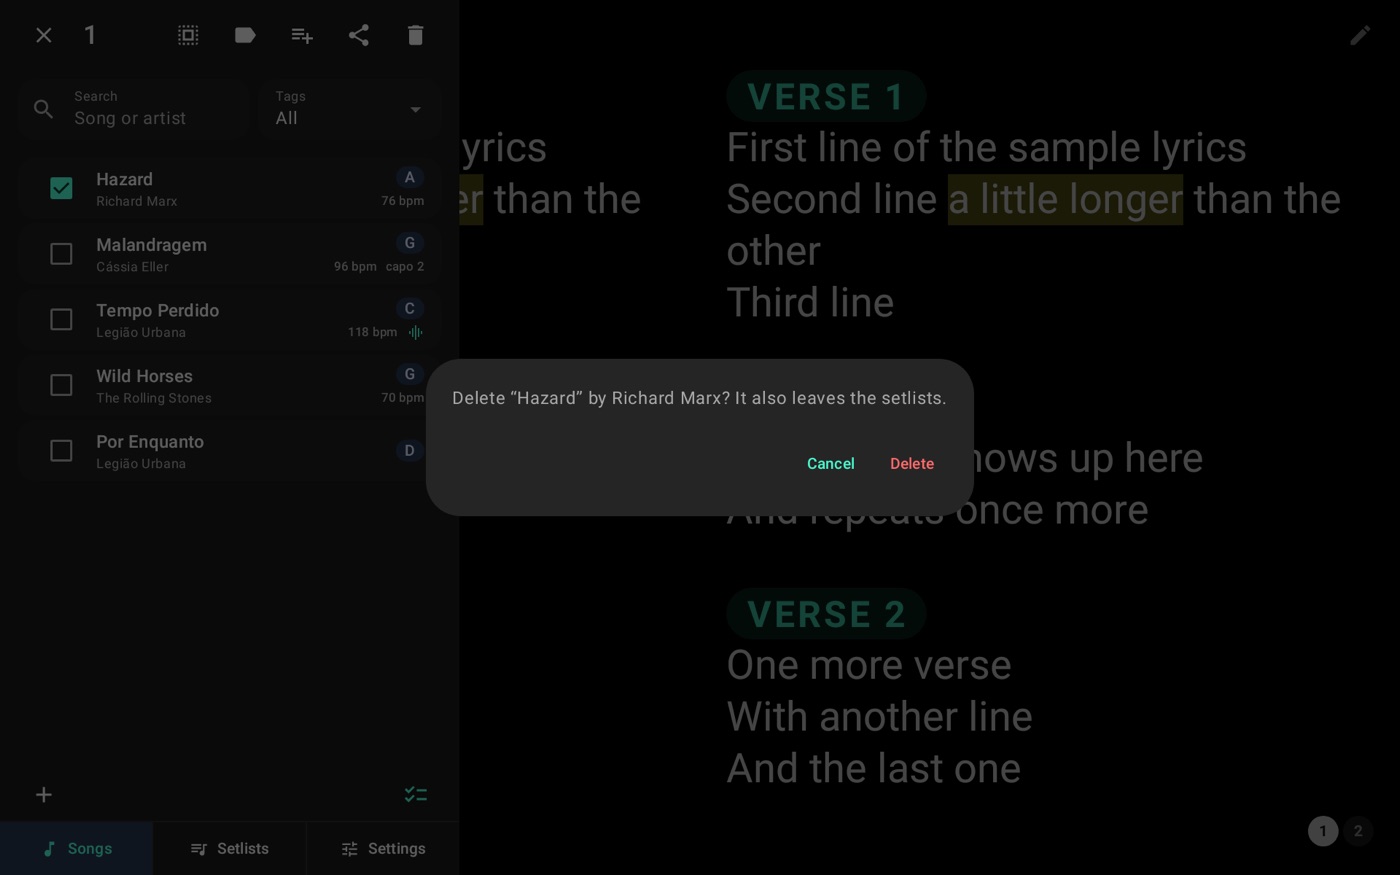 1
Search
Song or artist
Tags
All
Hazard
Richard Marx
A
76 bpm
Malandragem
Cássia Eller
G
96 bpm capo 2
Tempo Perdido
Legião Urbana
C
118 bpm
Wild Horses
The Rolling Stones
G
70 bpm
Por Enquanto
Legião Urbana
D
Songs
Setlists
Settings
yrics
er than the
VERSE 1
First line of the sample lyrics
Second line a little longer than the
other
Third line
Delete “Hazard” by Richard Marx? It also leaves the setlists.
Cancel
Delete
ows up here
And repeats once more
VERSE 2
One more verse
With another line
And the last one
1
2